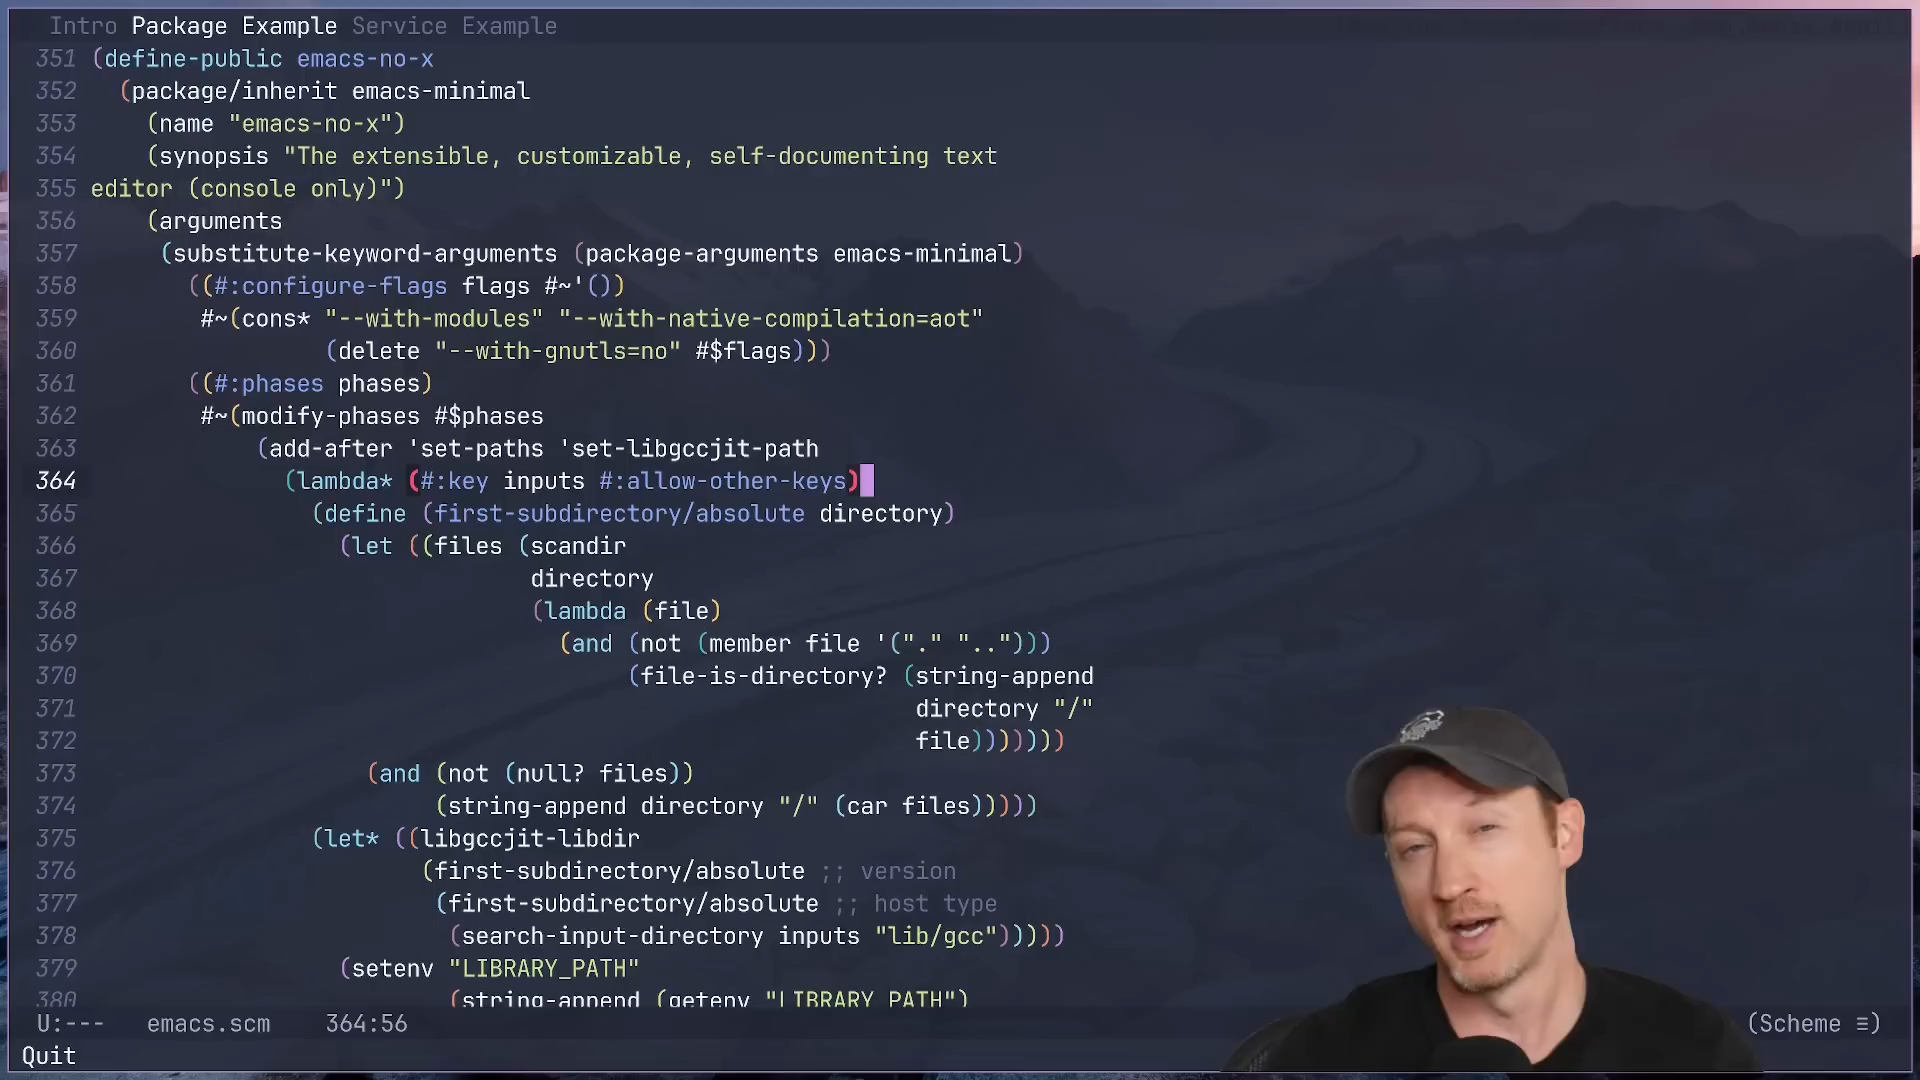 Intro Package Example Service Example
351 (define-public emacs-no-x
352 (package/inherit emacs-minimal
353 (name "emacs-no-x")
354 (synopsis "The extensible, customizable, self-documenting text
355 editor (console only)")
356 (arguments
357 (substitute-keyword-arguments (package-arguments emacs-minimal)
358 ((#:configure-flags flags #~'())
359 #~(cons* "--with-modules" "--with-native-compilation=aot"
360 (delete "--with-gnutls=no" #$flags)))
361 ((#:phases phases)
362 #~(modify-phases #$phases
363 (add-after 'set-paths 'set-libgccjit-path
364 (lambda* (#:key inputs #:allow-other-keys)
365 (define (first-subdirectory/absolute directory)
366 (let ((files (scandir
367 directory
368 (lambda (file)
369 (and (not (member file '("." "..")))
370 (file-is-directory? (string-append
371 directory "/"
372 file)))))))
373 (and (not (null? files))
374 (string-append directory "/" (car files)))))
375 (let* ((libgccjit-libdir
376 (first-subdirectory/absolute ;; version
377 (first-subdirectory/absolute ;; host type
378 (search-input-directory inputs "lib/gcc")))))
379 (setenv "LIBRARY_PATH"
380 (string-append (getenv "LIBRARY_PATH")
U:--- emacs.scm 364:56 (Scheme ≡)
Quit